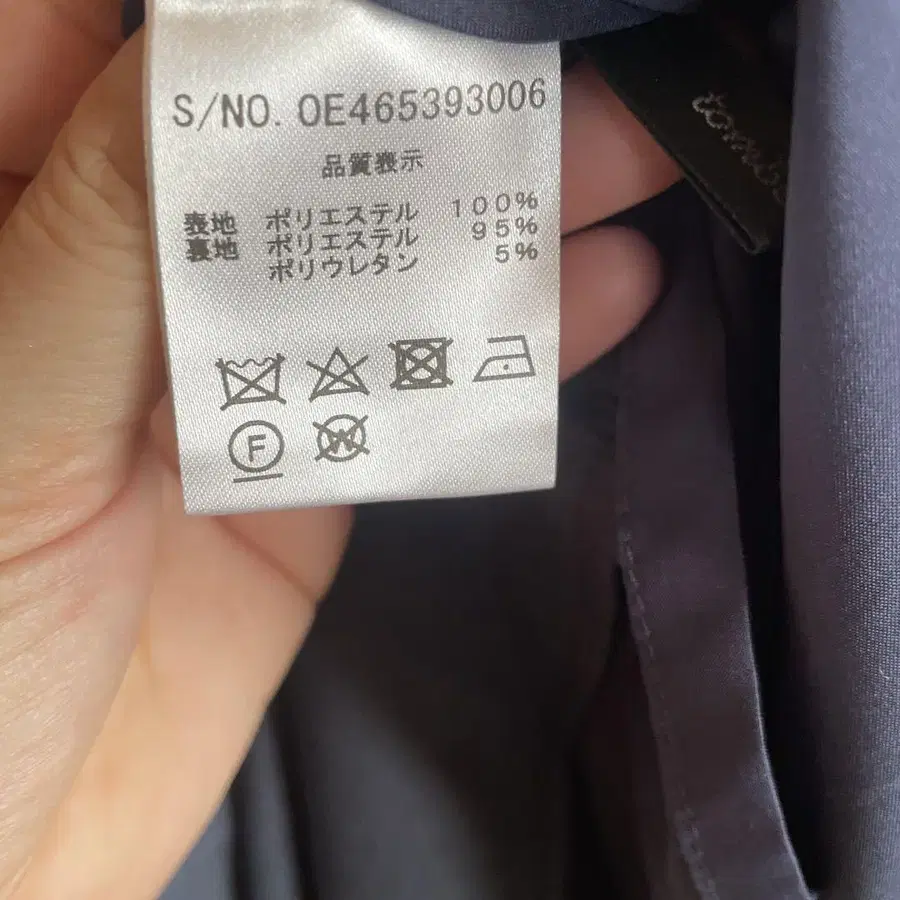 S/NO. 0E465393006
品質表示
表地 ポリエステル 100%
裏地 ポリエステル 95%
ポリウレタン 5%
F
W